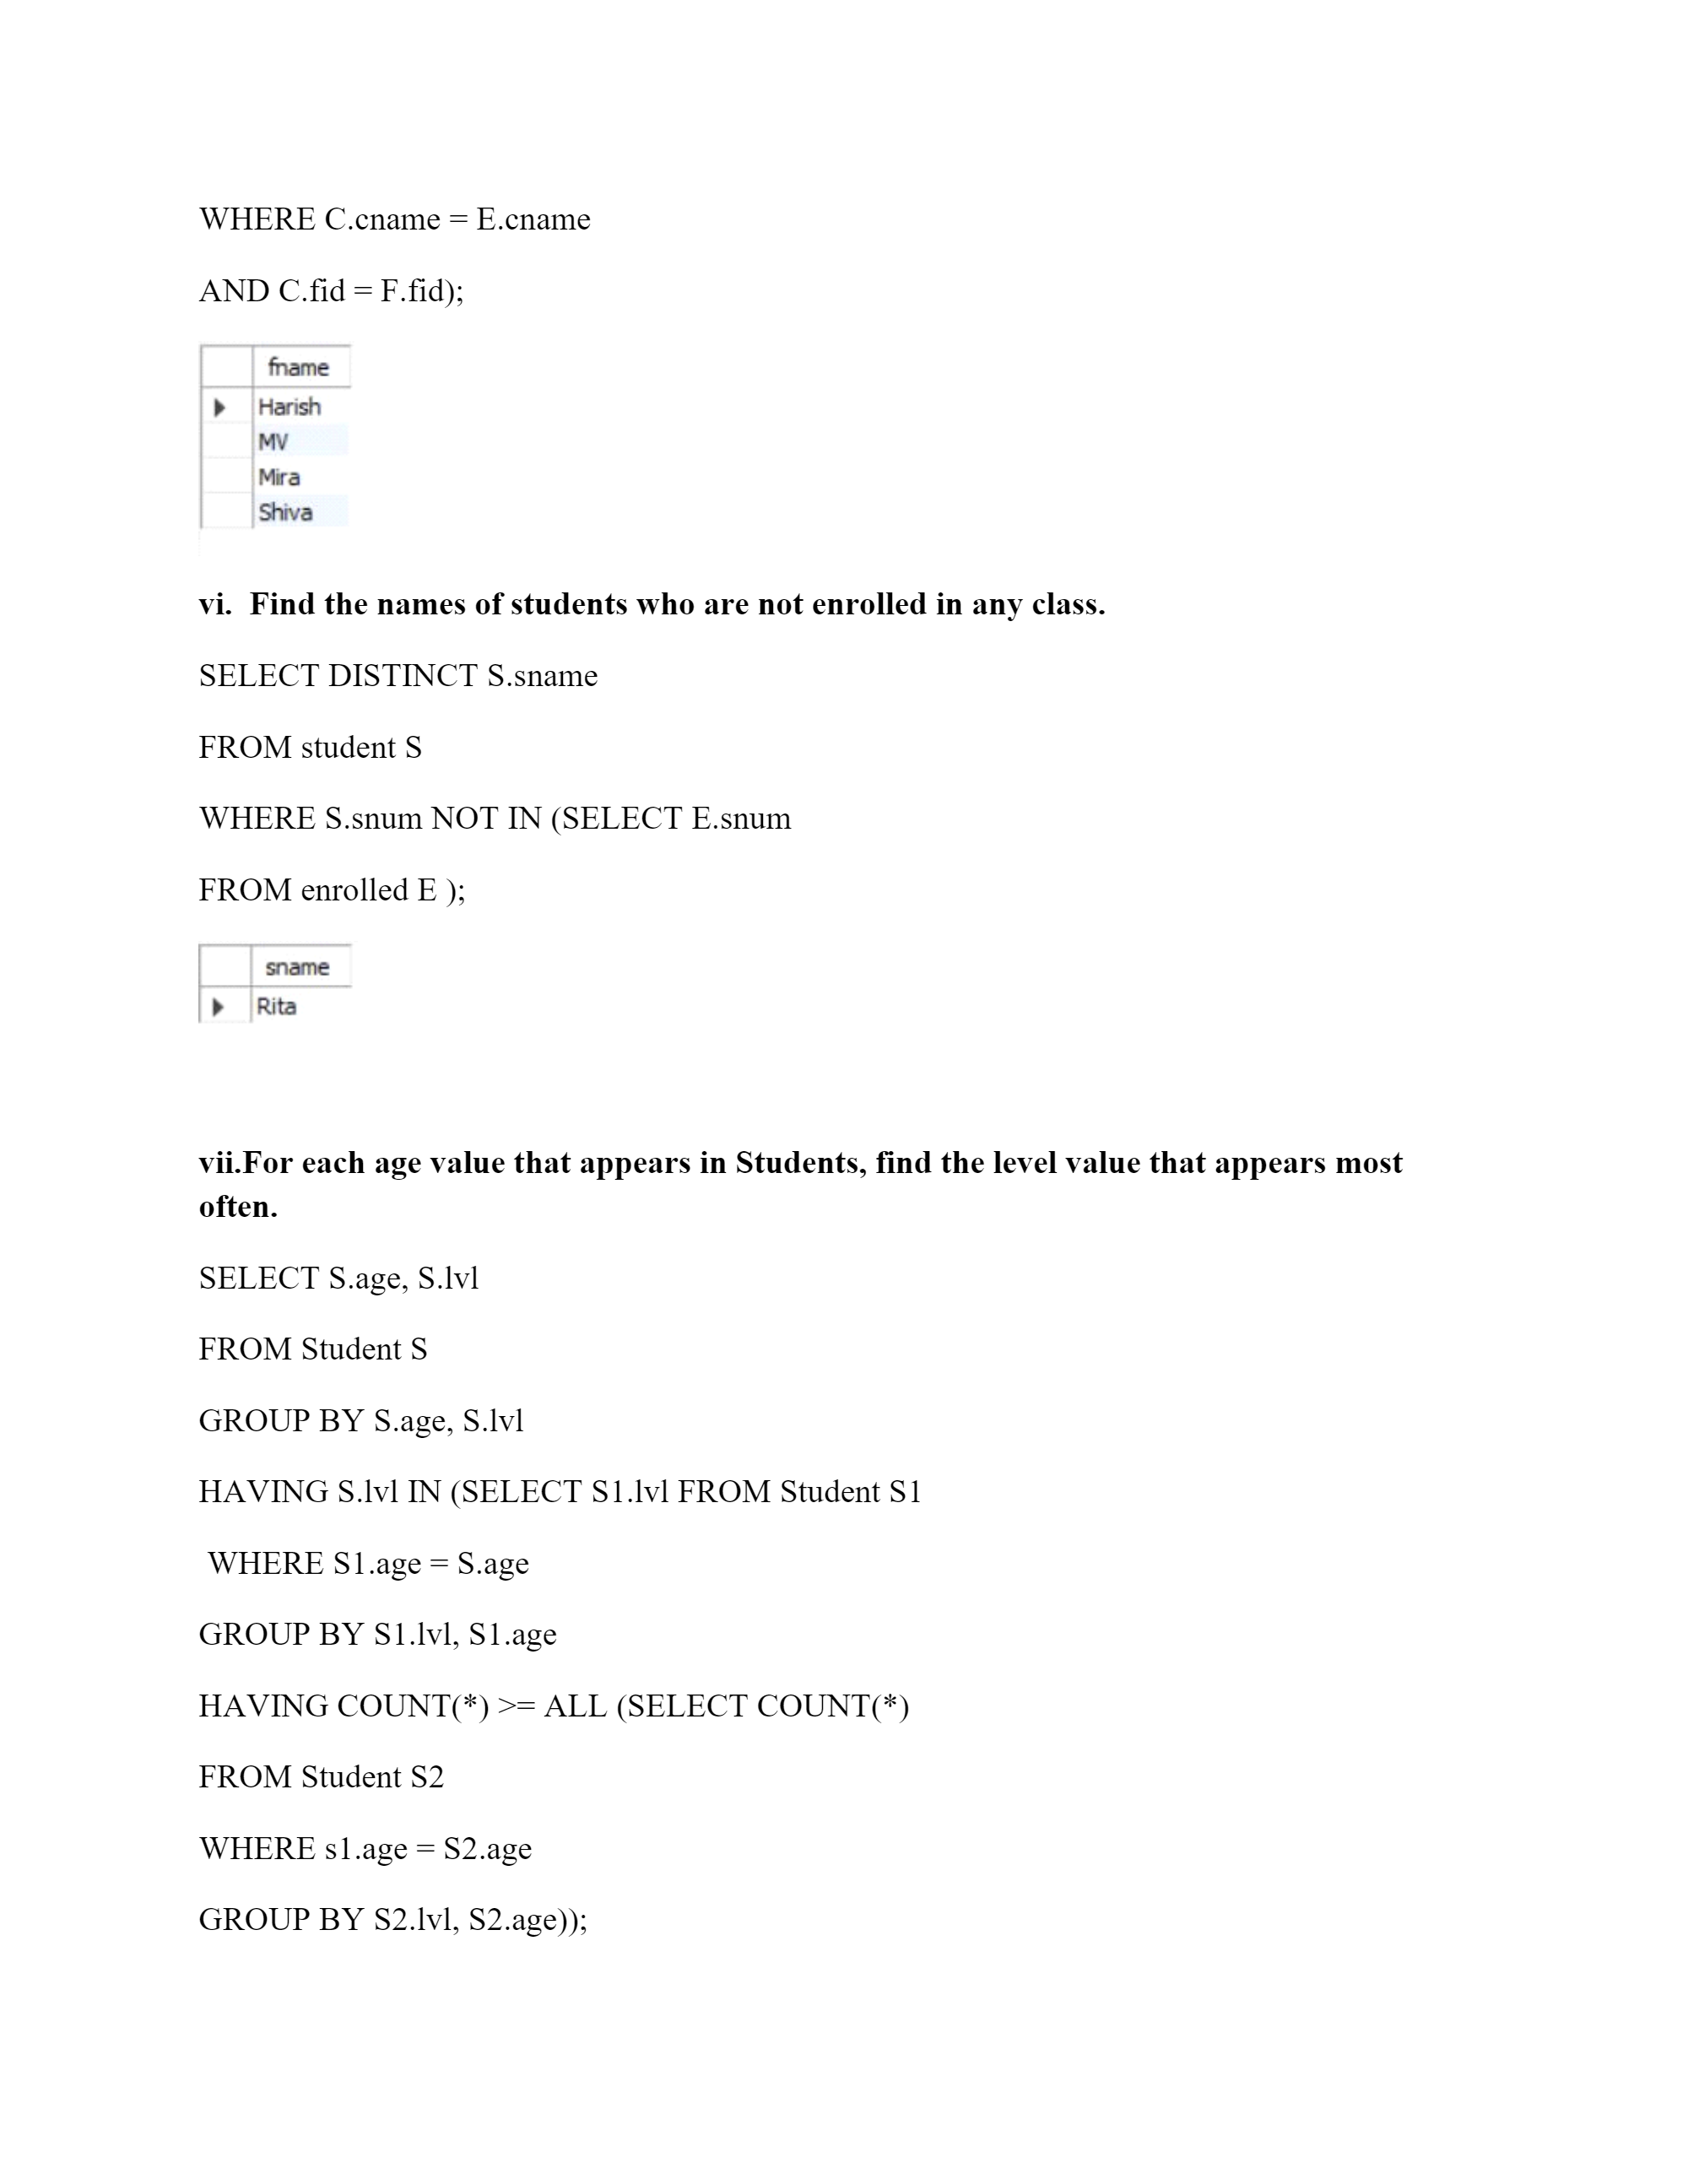 WHERE C.cname = E.cname
AND C.fid = F.fid);
fname
Harish
MV
Mira
Shiva
vi.  Find the names of students who are not enrolled in any class.
SELECT DISTINCT S.sname
FROM student S
WHERE S.snum NOT IN (SELECT E.snum
FROM enrolled E );
sname
Rita
vii.For each age value that appears in Students, find the level value that appears most
often.
SELECT S.age, S.lvl
FROM Student S
GROUP BY S.age, S.lvl
HAVING S.lvl IN (SELECT S1.lvl FROM Student S1
WHERE S1.age = S.age
GROUP BY S1.lvl, S1.age
HAVING COUNT(*) >= ALL (SELECT COUNT(*)
FROM Student S2
WHERE s1.age = S2.age
GROUP BY S2.lvl, S2.age));